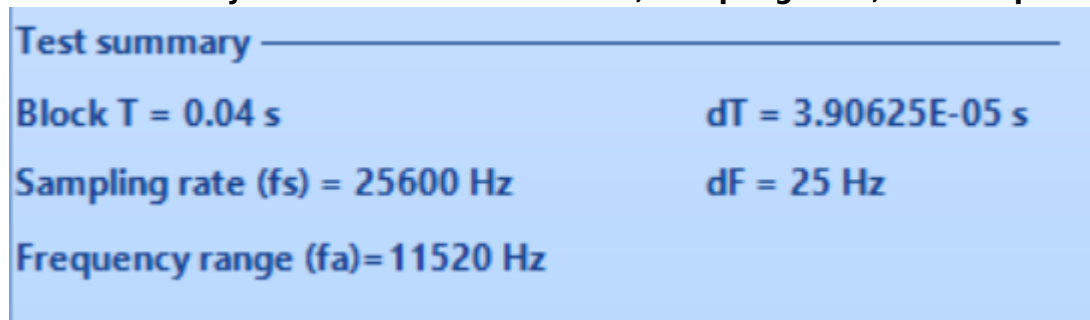 Test summary
Block T = 0.04 s dT = 3.90625E-05 s
Sampling rate (fs) = 25600 Hz dF = 25 Hz
Frequency range (fa)=11520 Hz